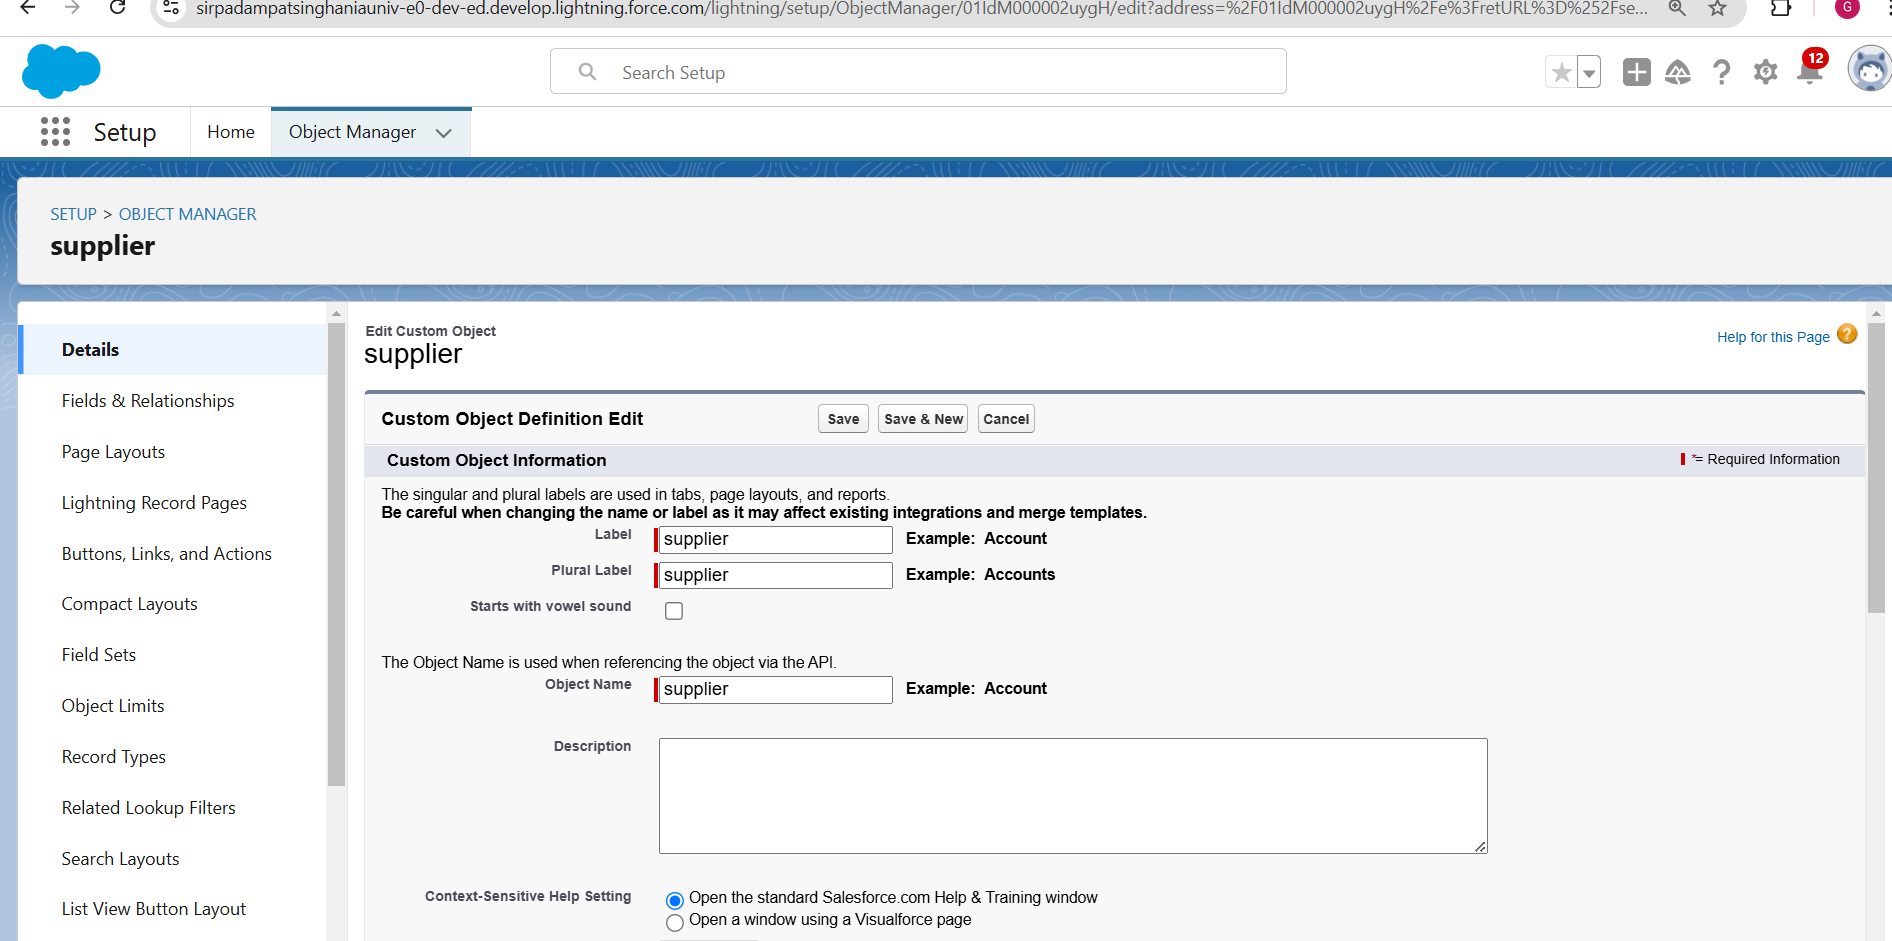 sirpadampatsinghaniauniv-e0-dev-ed.develop.lightning.force.com/lightning/setup/ObjectManager/01IdM000002uygH/edit?address=%2F01IdM000002uygH%2Fe%3FretURL%3D%252Fse...
G
Search Setup
12
Setup
Home
Object Manager
SETUP > OBJECT MANAGER
supplier
Details
Fields & Relationships
Page Layouts
Lightning Record Pages
Buttons, Links, and Actions
Compact Layouts
Field Sets
Object Limits
Record Types
Related Lookup Filters
Search Layouts
List View Button Layout
Edit Custom Object
supplier
Help for this Page ?
Custom Object Definition Edit Save Save & New Cancel
Custom Object Information *= Required Information
The singular and plural labels are used in tabs, page layouts, and reports.
Be careful when changing the name or label as it may affect existing integrations and merge templates.
Label supplier Example: Account
Plural Label supplier Example: Accounts
Starts with vowel sound
The Object Name is used when referencing the object via the API.
Object Name supplier Example: Account
Description
Context-Sensitive Help Setting Open the standard Salesforce.com Help & Training window
Open a window using a Visualforce page